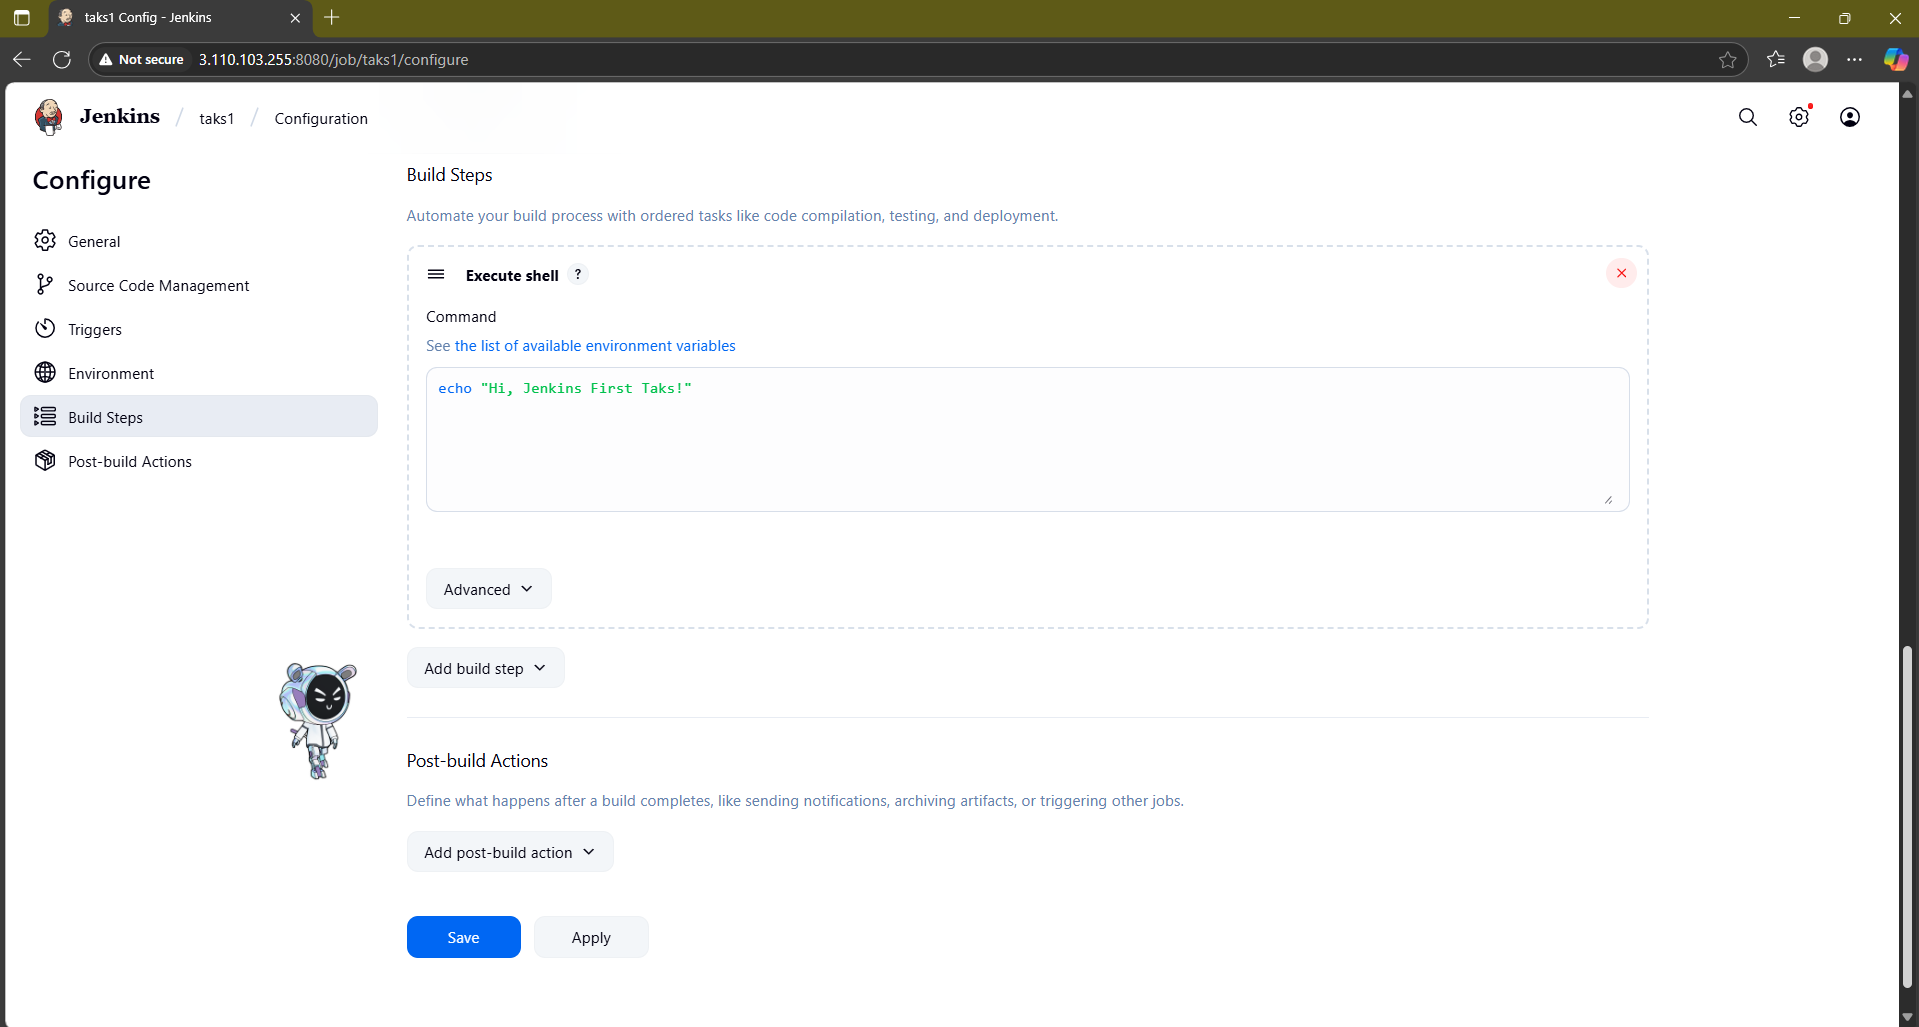 taks1 Config - Jenkins
Not secure 3.110.103.255:8080/job/taks1/configure
Jenkins / taks1 / Configuration
Configure
General
Source Code Management
Triggers
Environment
Build Steps
Post-build Actions
Build Steps
Automate your build process with ordered tasks like code compilation, testing, and deployment.
Execute shell ?
Command
See the list of available environment variables
echo "Hi, Jenkins First Taks!"
Advanced
Add build step
Post-build Actions
Define what happens after a build completes, like sending notifications, archiving artifacts, or triggering other jobs.
Add post-build action
Save Apply